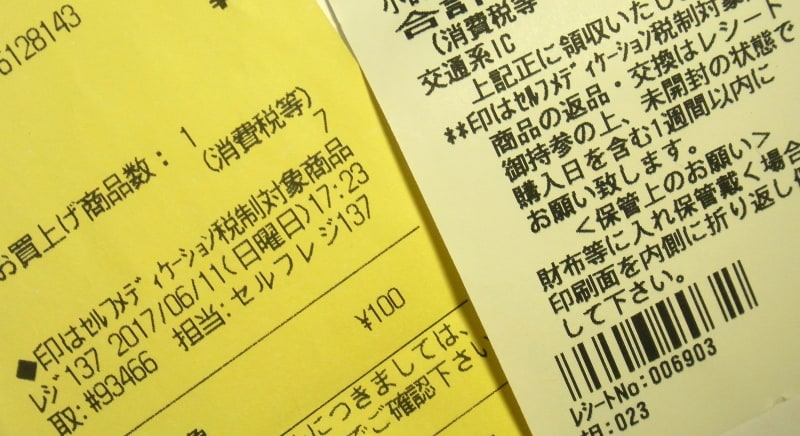 6128143
お買上げ商品数: 1
(消費税等) 7
◆印はｾﾙﾌﾒﾃﾞｨｹｰｼｮﾝ税制対象商品
ﾚｼﾞ137 2017/06/11(日曜日)17:23
取:#93466 担当:セルフレジ137
¥100
につきましては、
ご確認下さい
(消費税等
交通系IC
上記正に領収いたし
**印はｾﾙﾌﾒﾃﾞｨｹｰｼｮﾝ税制対象
商品の返品・交換はレシート
御持参の上、未開封の状態で
購入日を含む1週間以内に
お願い致します。
<保管上のお願い>
財布等に入れ保管戴く場合
印刷面を内側に折り返し
して下さい。
ﾚｼｰﾄNo:006903
:023